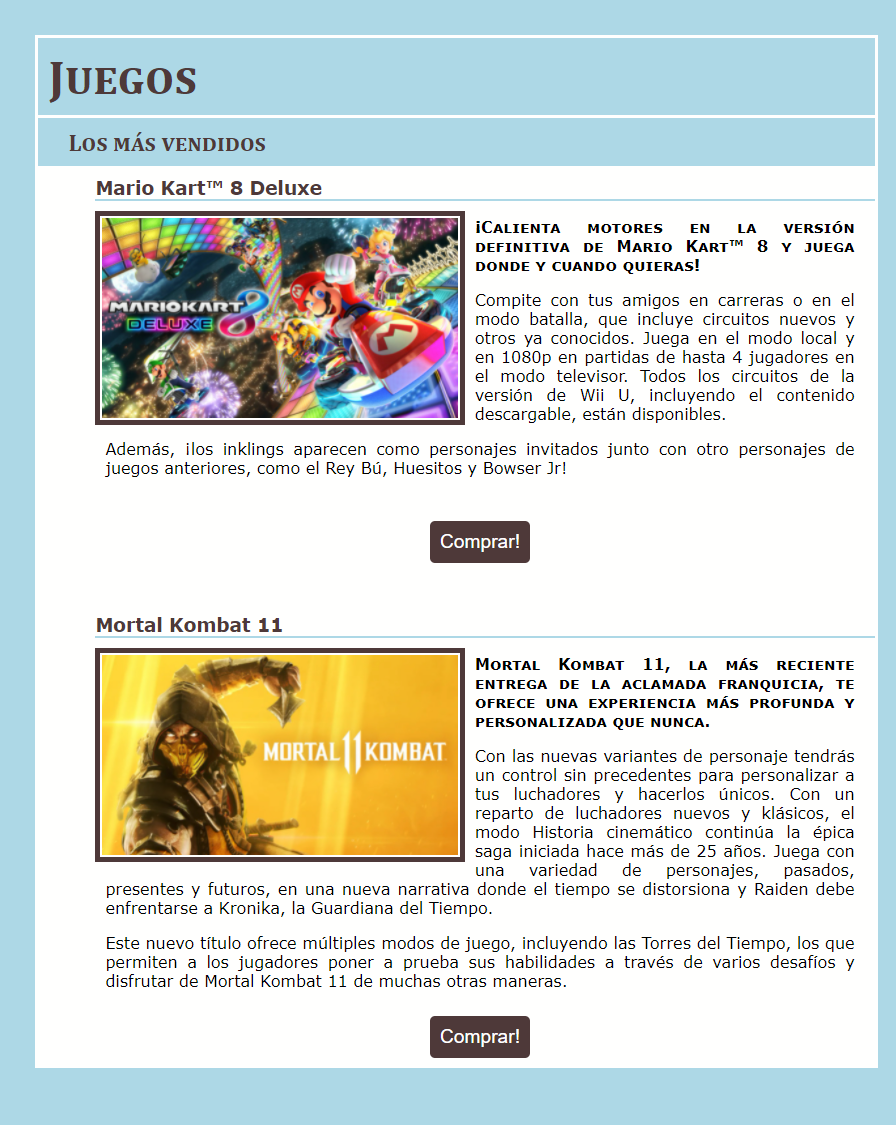 Juegos
Los más vendidos
Mario Kart™ 8 Deluxe
MARIOKART 8
DELUXE
¡Calienta motores en la versión
definitiva de Mario Kart™ 8 y juega
donde y cuando quieras!
Compite con tus amigos en carreras o en el
modo batalla, que incluye circuitos nuevos y
otros ya conocidos. Juega en el modo local y
en 1080p en partidas de hasta 4 jugadores en
el modo televisor. Todos los circuitos de la
versión de Wii U, incluyendo el contenido
descargable, están disponibles.
Además, ¡los inklings aparecen como personajes invitados junto con otro personajes de
juegos anteriores, como el Rey Bú, Huesitos y Bowser Jr!
Comprar!
Mortal Kombat 11
MORTAL 11 KOMBAT
Mortal Kombat 11, la más reciente
entrega de la aclamada franquicia, te
ofrece una experiencia más profunda y
personalizada que nunca.
Con las nuevas variantes de personaje tendrás
un control sin precedentes para personalizar a
tus luchadores y hacerlos únicos. Con un
reparto de luchadores nuevos y klásicos, el
modo Historia cinemático continúa la épica
saga iniciada hace más de 25 años. Juega con
una variedad de personajes, pasados,
presentes y futuros, en una nueva narrativa donde el tiempo se distorsiona y Raiden debe
enfrentarse a Kronika, la Guardiana del Tiempo.
Este nuevo título ofrece múltiples modos de juego, incluyendo las Torres del Tiempo, los que
permiten a los jugadores poner a prueba sus habilidades a través de varios desafíos y
disfrutar de Mortal Kombat 11 de muchas otras maneras.
Comprar!